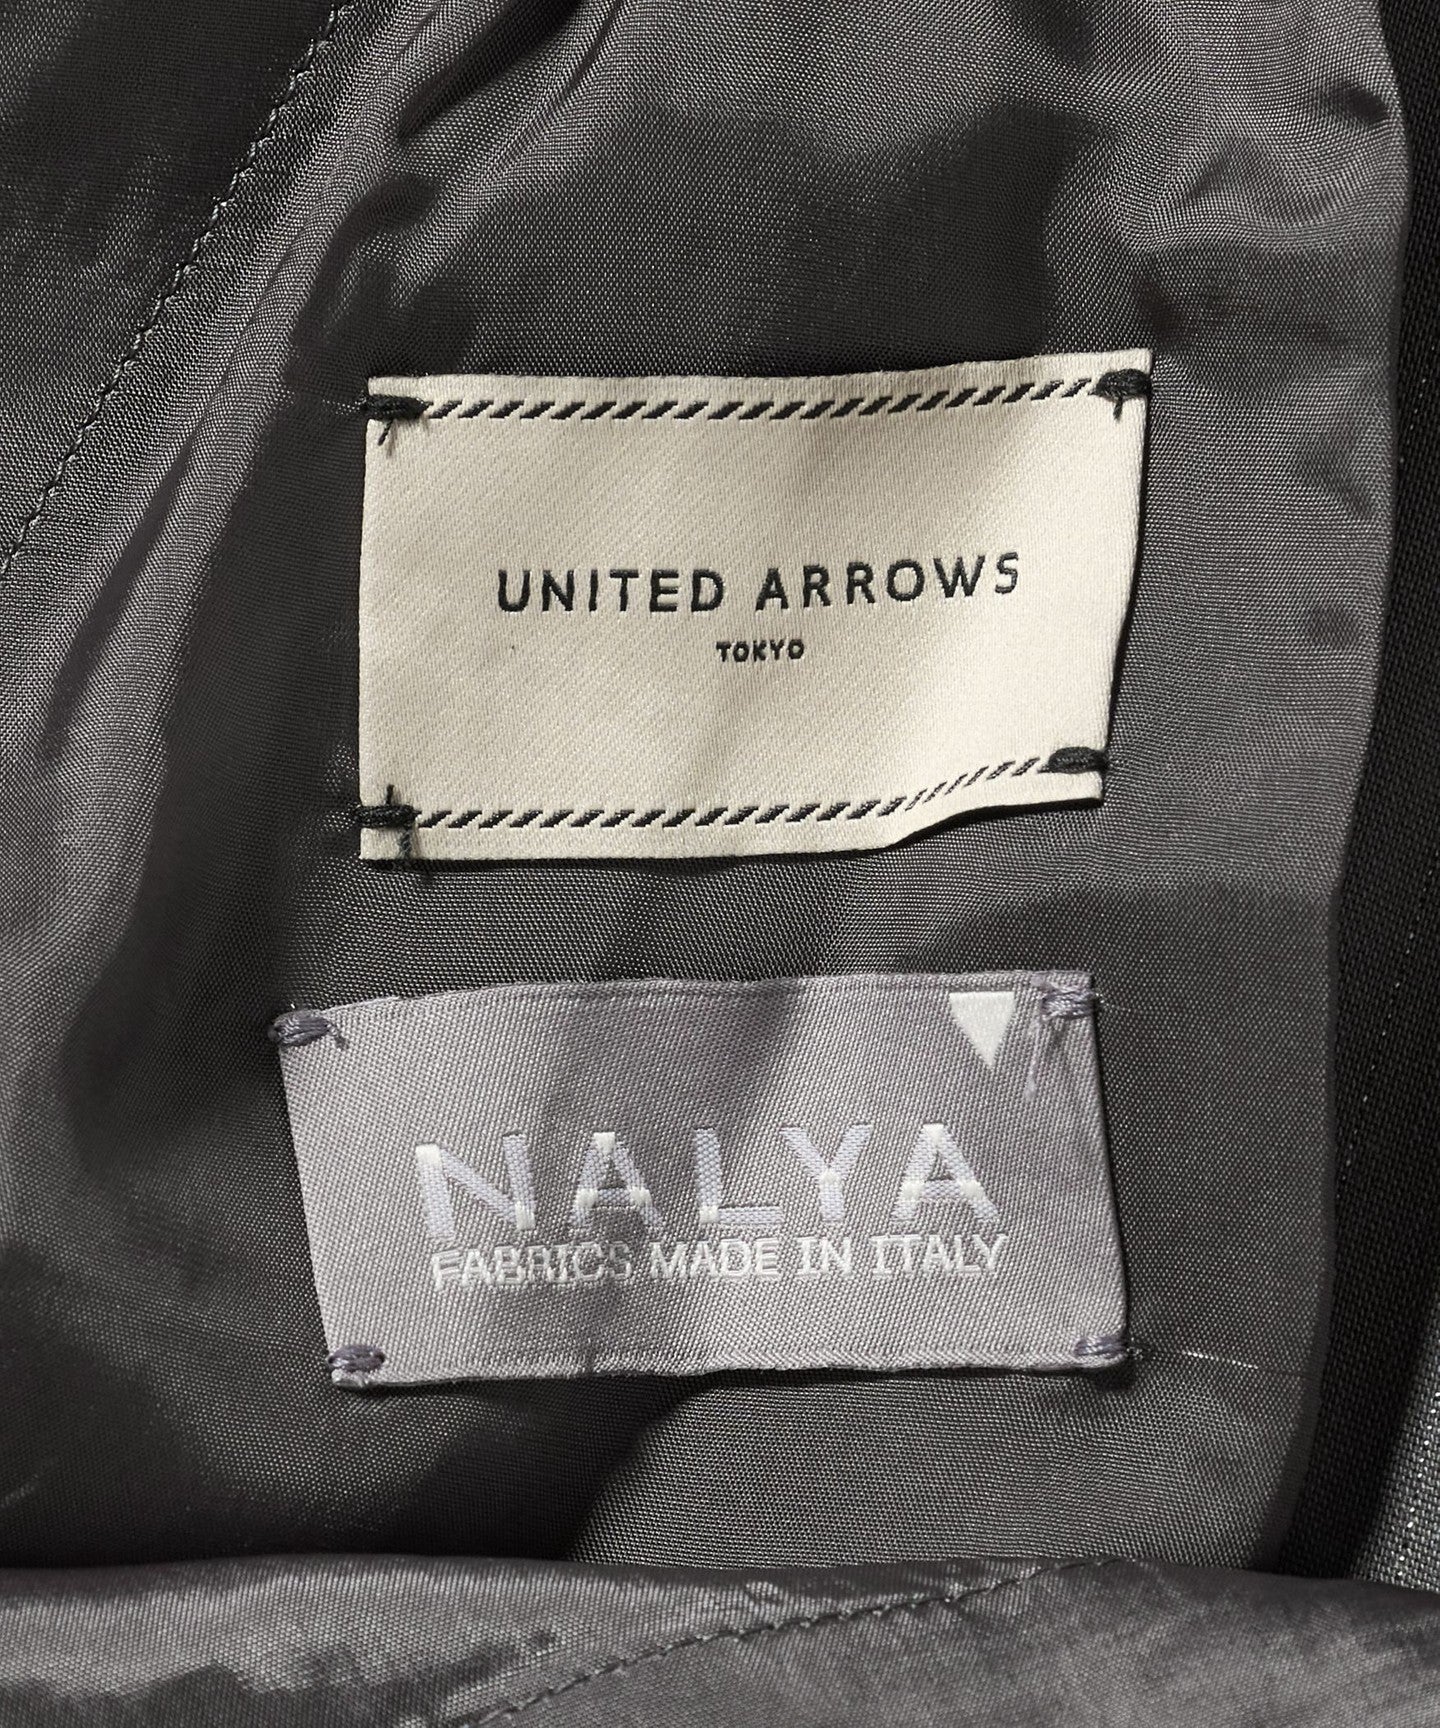 UNITED ARROWS
TOKYO
NALYA
FABRICS MADE IN ITALY